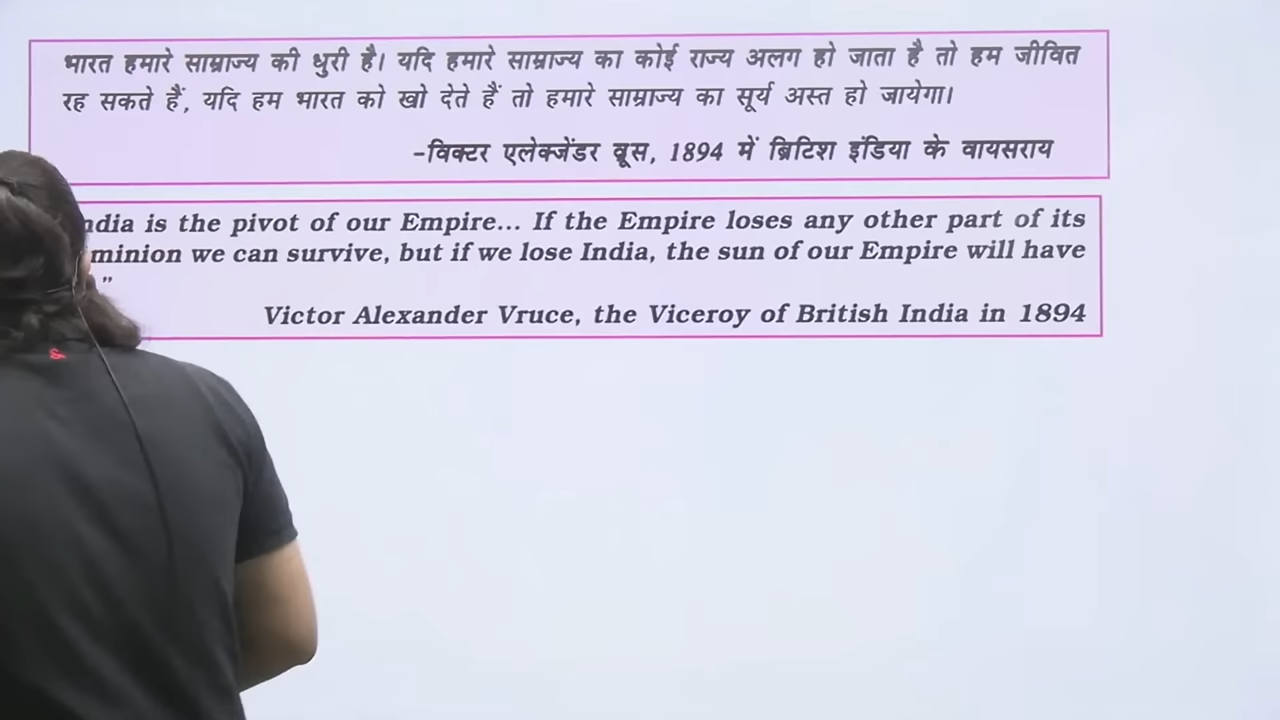 भारत हमारे साम्राज्य की धुरी है। यदि हमारे साम्राज्य का कोई राज्य अलग हो जाता है तो हम जीवित
रह सकते हैं, यदि हम भारत को खो देते हैं तो हमारे साम्राज्य का सूर्य अस्त हो जायेगा।
-विक्टर एलेक्जेंडर व्रूस, 1894 में ब्रिटिश इंडिया के वायसराय
ndia is the pivot of our Empire... If the Empire loses any other part of its
minion we can survive, but if we lose India, the sun of our Empire will have
”
Victor Alexander Vruce, the Viceroy of British India in 1894